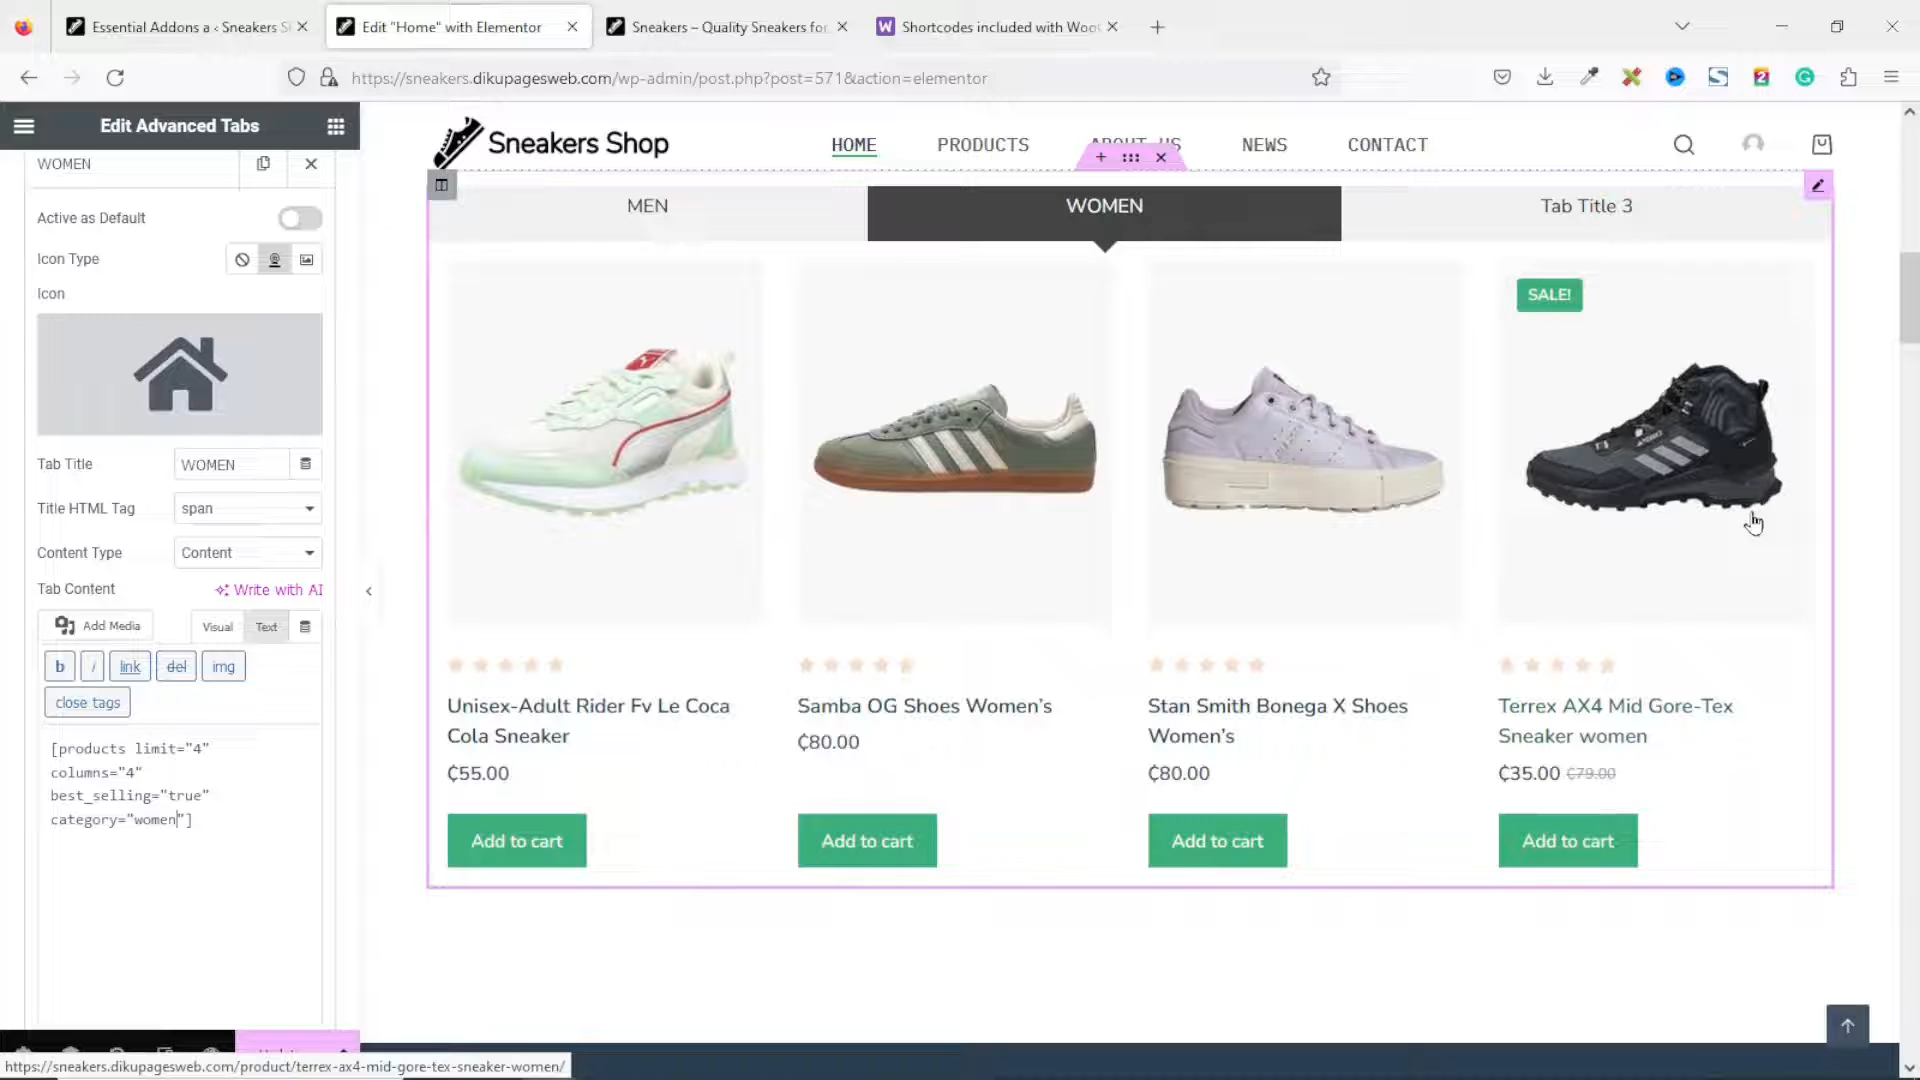 Essential Addons a ‹ Sneakers S
Edit "Home" with Elementor
Sneakers – Quality Sneakers for
Shortcodes included with Woo
https://sneakers.dikupagesweb.com/wp-admin/post.php?post=571&action=elementor
Edit Advanced Tabs
Sneakers Shop
HOME
PRODUCTS
ABOUT US
NEWS
CONTACT
WOMEN
Active as Default
Icon Type
Icon
Tab Title
WOMEN
Title HTML Tag
span
Content Type
Content
Tab Content
Write with AI
Add Media
Visual
Text
b
i
link
del
img
close tags
[products limit="4"
columns="4"
best_selling="true"
category="women"]
MEN
WOMEN
Tab Title 3
SALE!
Unisex-Adult Rider Fv Le Coca
Cola Sneaker
₵55.00
Add to cart
Samba OG Shoes Women's
₵80.00
Add to cart
Stan Smith Bonega X Shoes
Women's
₵80.00
Add to cart
Terrex AX4 Mid Gore-Tex
Sneaker women
₵35.00 ₵79.00
Add to cart
https://sneakers.dikupagesweb.com/product/terrex-ax4-mid-gore-tex-sneaker-women/